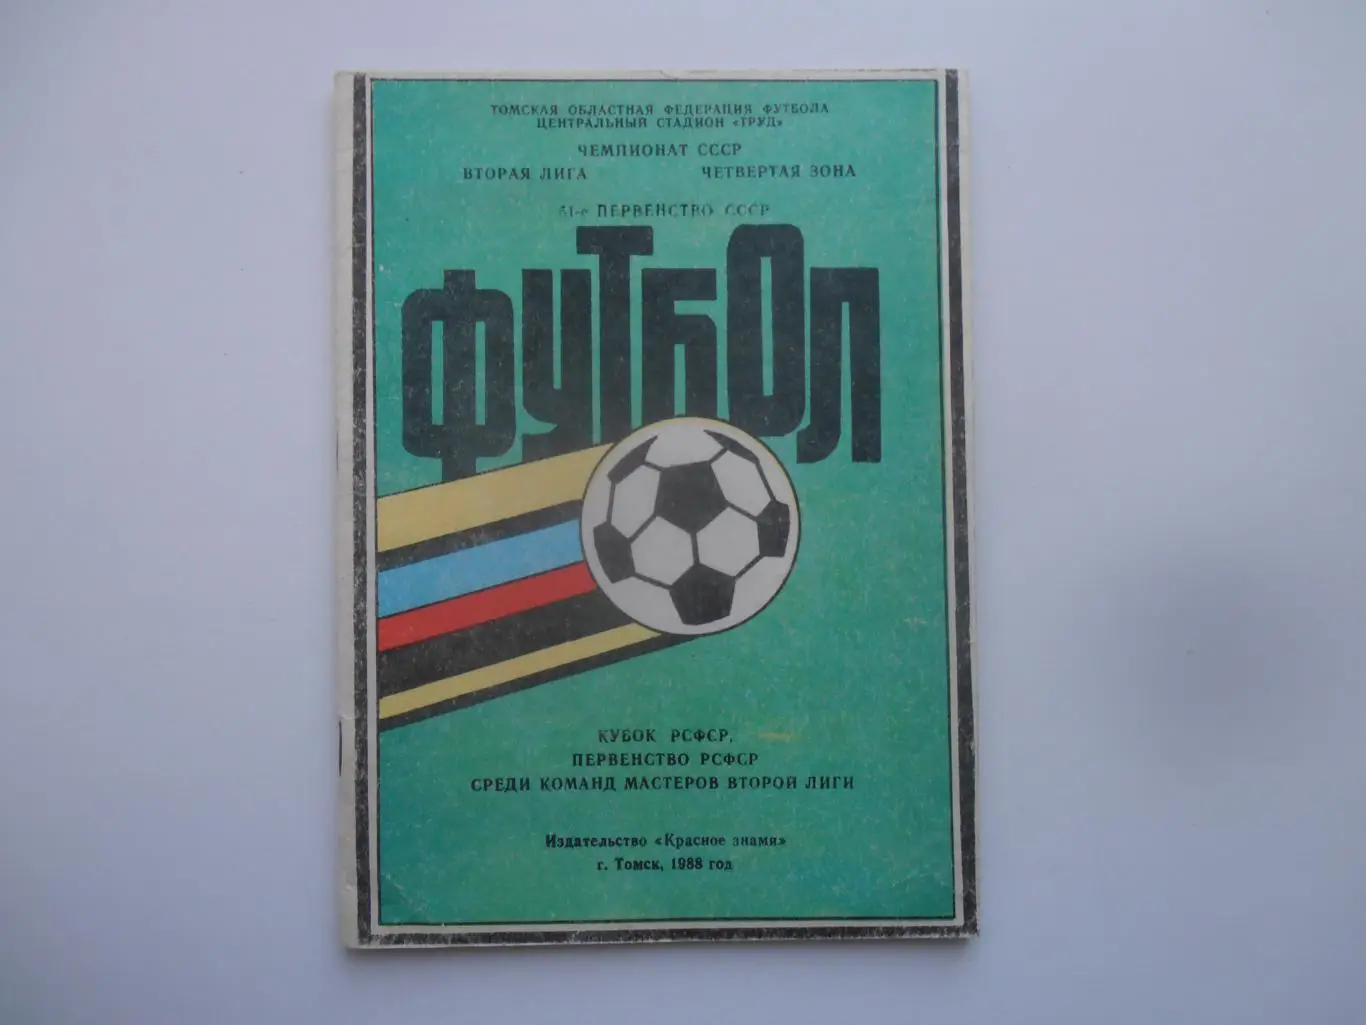 ТОМСКАЯ ОБЛАСТНАЯ ФЕДЕРАЦИЯ ФУТБОЛА
ЦЕНТРАЛЬНЫЙ СТАДИОН «ТРУД»
ЧЕМПИОНАТ СССР
ВТОРАЯ ЛИГА ЧЕТВЕРТАЯ ЗОНА
51-е ПЕРВЕНСТВО СССР
ФУТБОЛ
КУБОК РСФСР,
ПЕРВЕНСТВО РСФСР
СРЕДИ КОМАНД МАСТЕРОВ ВТОРОЙ ЛИГИ
Издательство «Красное знамя»
г. Томск, 1988 год